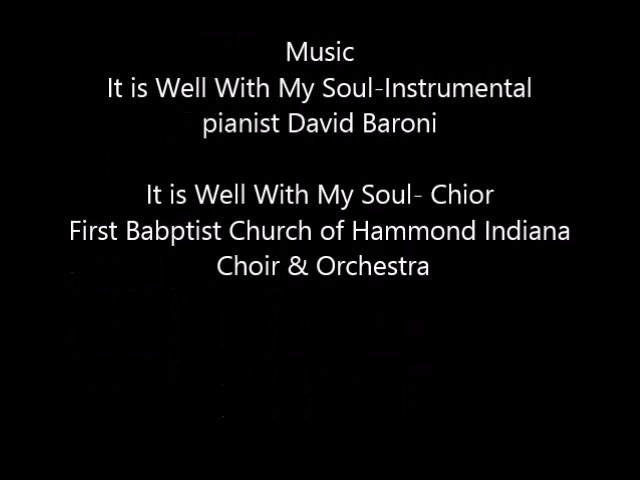 Music
It is Well With My Soul-Instrumental
pianist David Baroni
It is Well With My Soul- Chior
First Babptist Church of Hammond Indiana
Choir & Orchestra